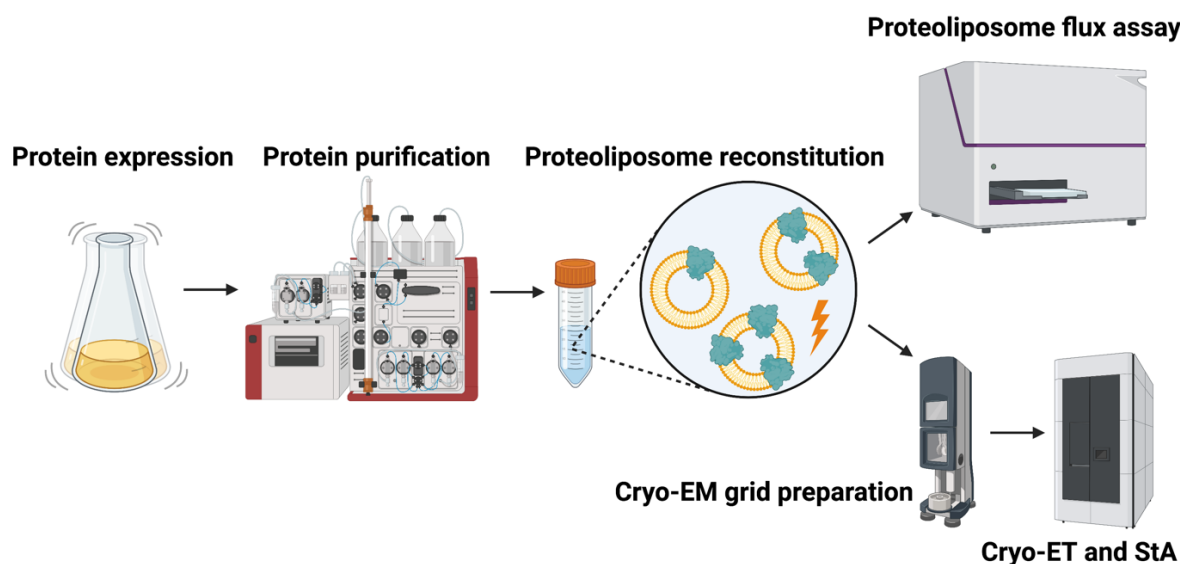 Proteoliposome flux assay
Protein expression
Protein purification
Proteoliposome reconstitution
Cryo-EM grid preparation
Cryo-ET and StA